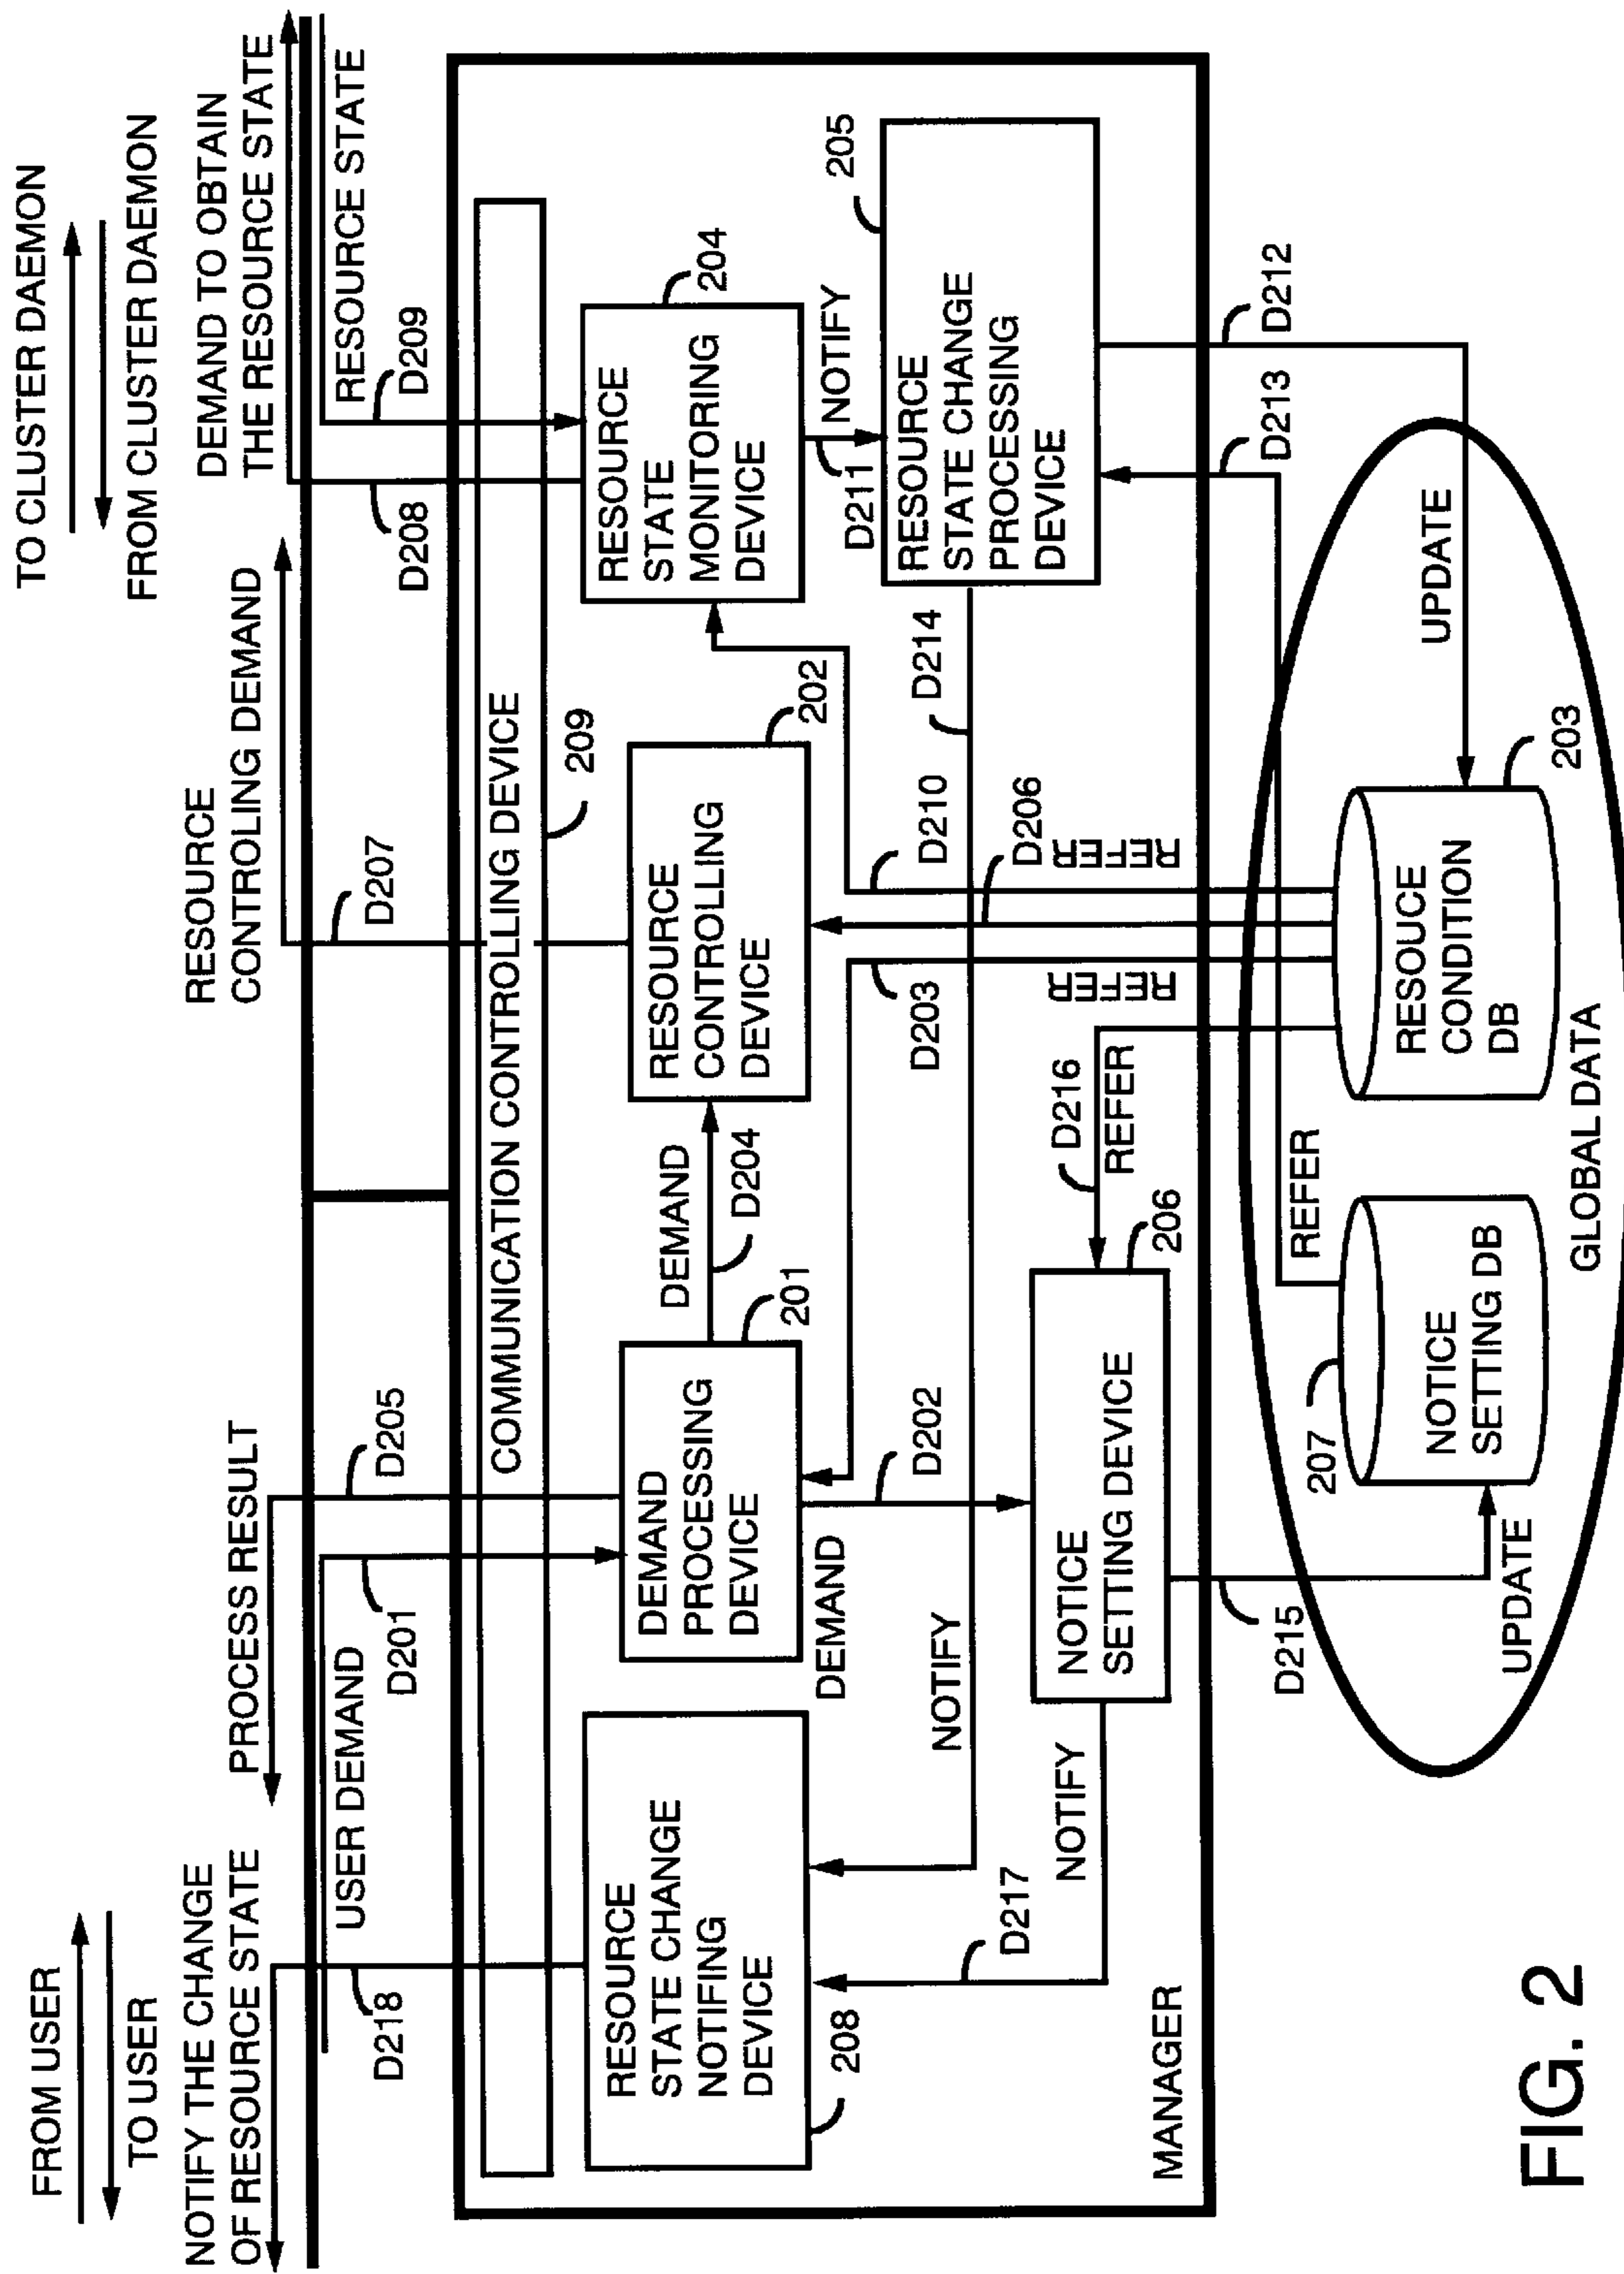 FROM USER
TO USER
TO CLUSTER DAEMON
FROM CLUSTER DAEMON
NOTIFY THE CHANGE
OF RESOURCE STATE
PROCESS RESULT
RESOURCE
CONTROLING DEMAND
DEMAND TO OBTAIN
THE RESOURCE STATE
USER DEMAND
RESOURCE STATE
D218
D201
D205
D207
D208
D209
COMMUNICATION CONTROLLING DEVICE
209
RESOURCE
STATE CHANGE
NOTIFING
DEVICE
208
DEMAND
PROCESSING
DEVICE
201
DEMAND
D204
RESOURCE
CONTROLLING
DEVICE
202
RESOURCE
STATE
MONITORING
DEVICE
204
NOTIFY
D211
RESOURCE
STATE CHANGE
PROCESSING
DEVICE
205
DEMAND
D202
D203
D210
D214
D206
REFER
REFER
NOTIFY
D217
NOTIFY
NOTICE
SETTING DEVICE
206
D216
REFER
MANAGER
D215
UPDATE
207
NOTICE
SETTING DB
REFER
RESOUCE
CONDITION
DB
203
UPDATE
D213
D212
GLOBAL DATA
FIG. 2